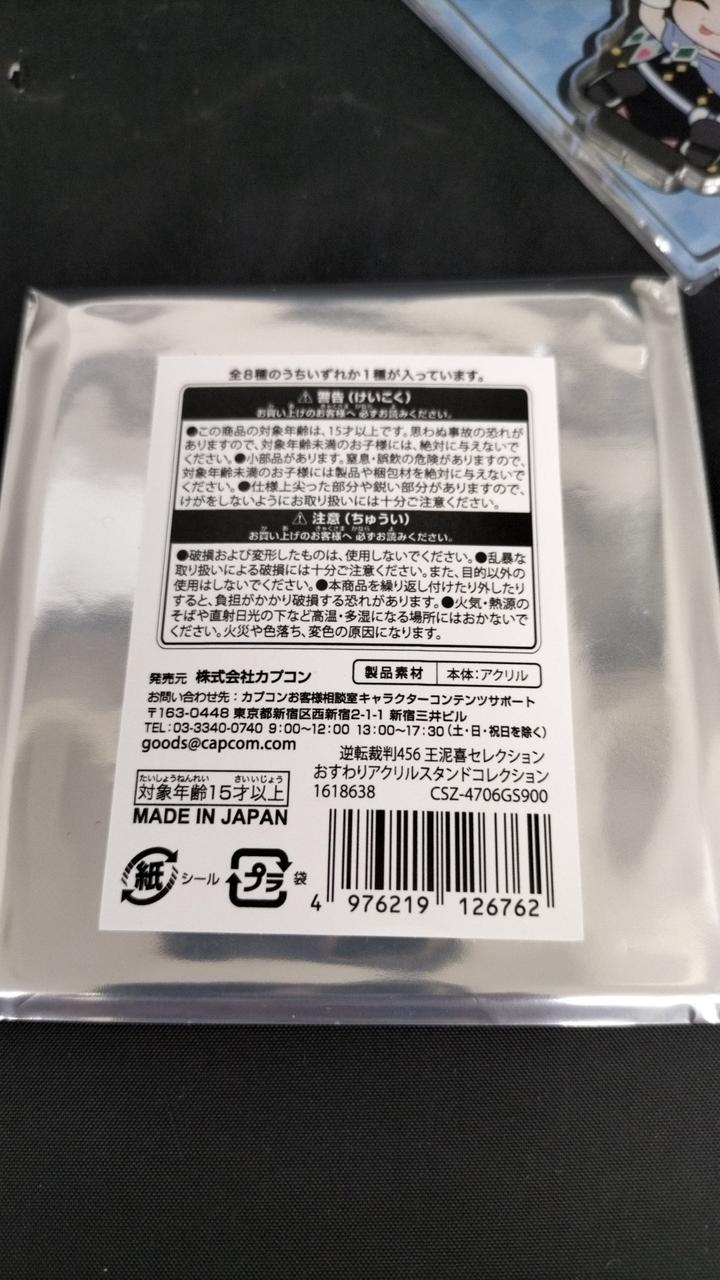 全8種のうちいずれか1種が入っています。
⚠ 警告(けいこく)
か あ きゃくさま かなら よ
お買い上げのお客様へ 必ずお読みください。
●この商品の対象年齢は、15才以上です。思わぬ事故の恐れが
ありますので、対象年齢未満のお子様には、絶対に与えないで
ください。●小部品があります。窒息・誤飲の危険がありますので、
対象年齢未満のお子様には製品や梱包材を絶対に与えないで
ください。●仕様上尖った部分や鋭い部分がありますので、
けがをしないようにお取り扱いには十分ご注意ください。
⚠ 注意(ちゅうい)
か あ きゃくさま かなら よ
お買い上げのお客様へ 必ずお読みください。
●破損および変形したものは、使用しないでください。●乱暴な
取り扱いによる破損には十分ご注意ください。また、目的以外の
使用はしないでください。●本商品を繰り返し付けたり外したり
すると、負担がかかり破損する恐れがあります。●火気・熱源の
そばや直射日光の下など高温・多湿になる場所にはおかないで
ください。火災や色落ち、変色の原因になります。
発売元 株式会社カプコン
製品素材 本体:アクリル
お問い合わせ先:カプコンお客様相談室キャラクターコンテンツサポート
〒163-0448 東京都新宿区西新宿2-1-1 新宿三井ビル
TEL:03-3340-0740 9:00~12:00 13:00~17:30(土・日・祝日を除く)
goods@capcom.com
逆転裁判456 王泥喜セレクション
おすわりアクリルスタンドコレクション
1618638 CSZ-4706GS900
たいしょうねんれい さいいじょう
対象年齢15才以上
MADE IN JAPAN
紙 シール プラ 袋
4 976219 126762